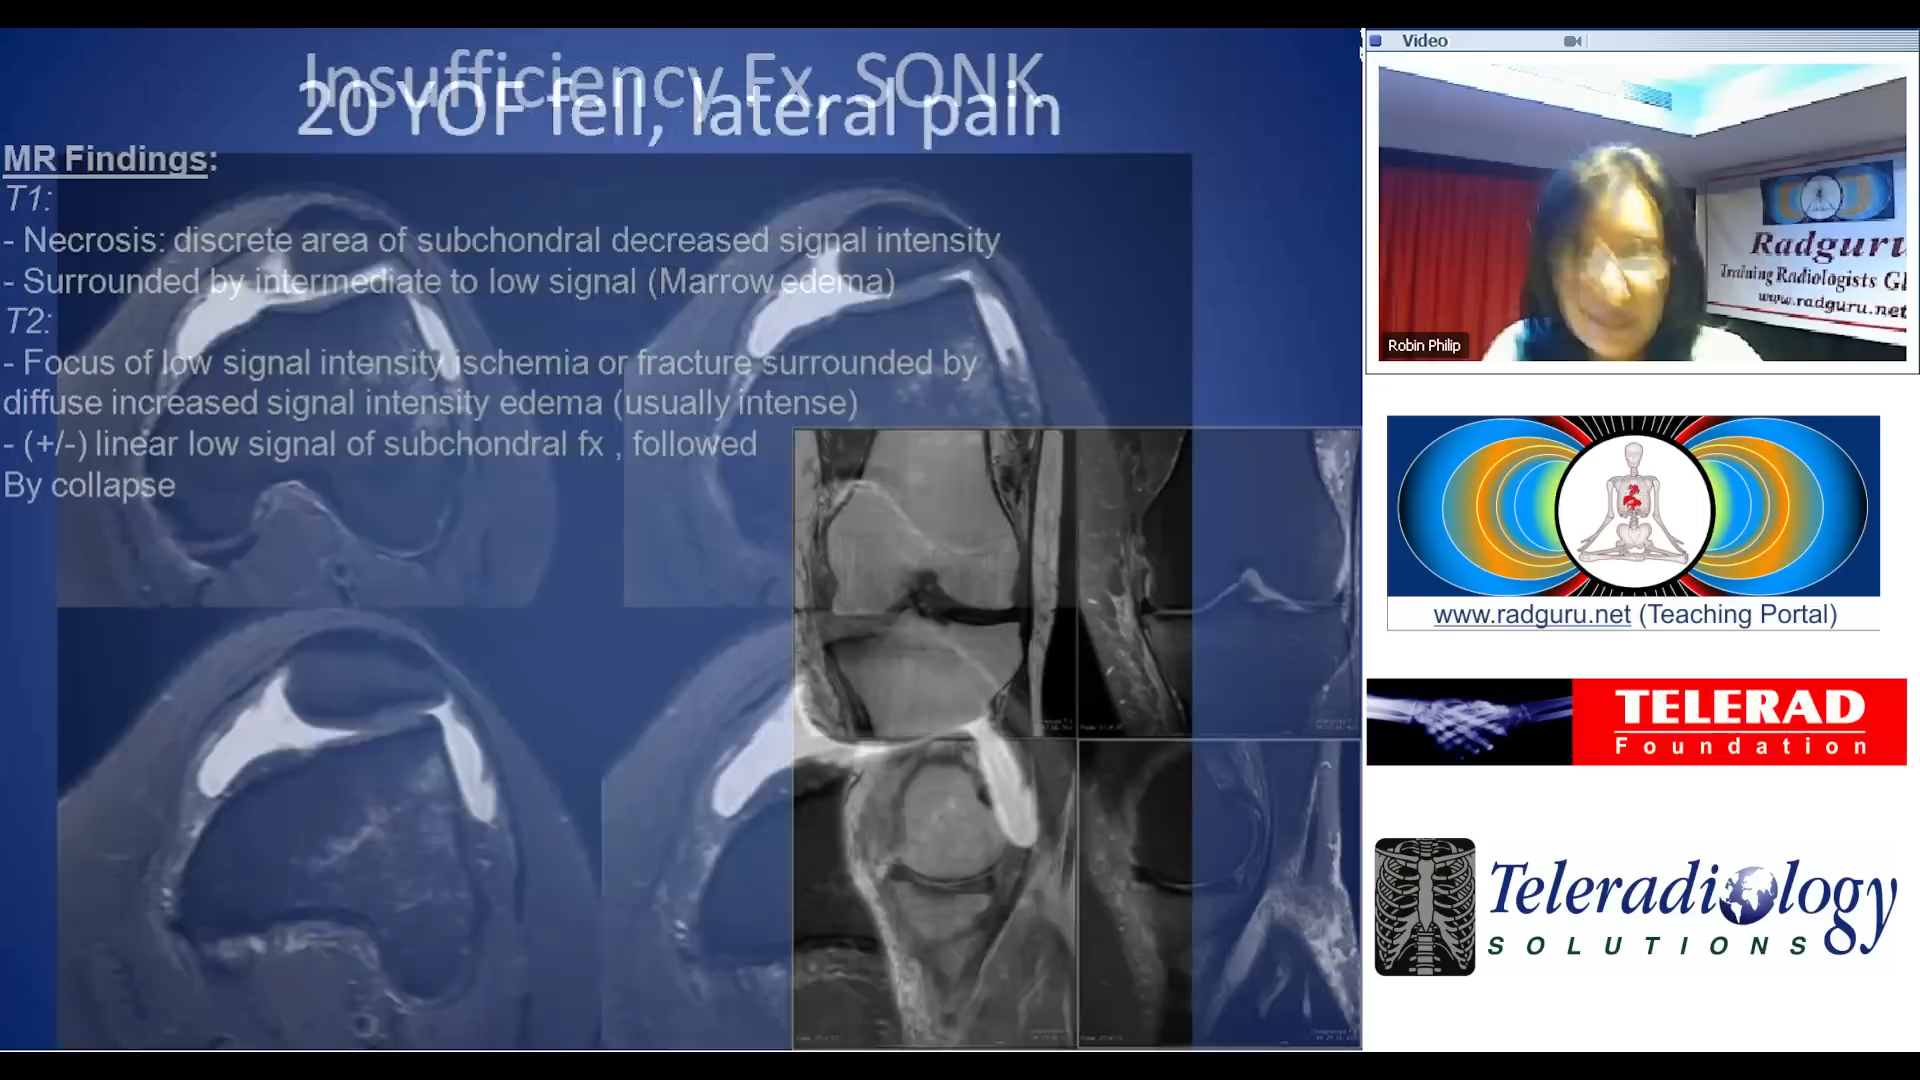 Insufficiency Fx, SONK
20 YOF fell, lateral pain
MR Findings:
T1:
- Necrosis: discrete area of subchondral decreased signal intensity
- Surrounded by intermediate to low signal (Marrow edema)
T2:
- Focus of low signal intensity ischemia or fracture surrounded by
diffuse increased signal intensity edema (usually intense)
- (+/-) linear low signal of subchondral fx , followed
By collapse
Video
Radguru
Training Radiologists Gl
www.radguru.net
Robin Philip
www.radguru.net (Teaching Portal)
TELERAD
Foundation
Teleradiology
SOLUTIONS